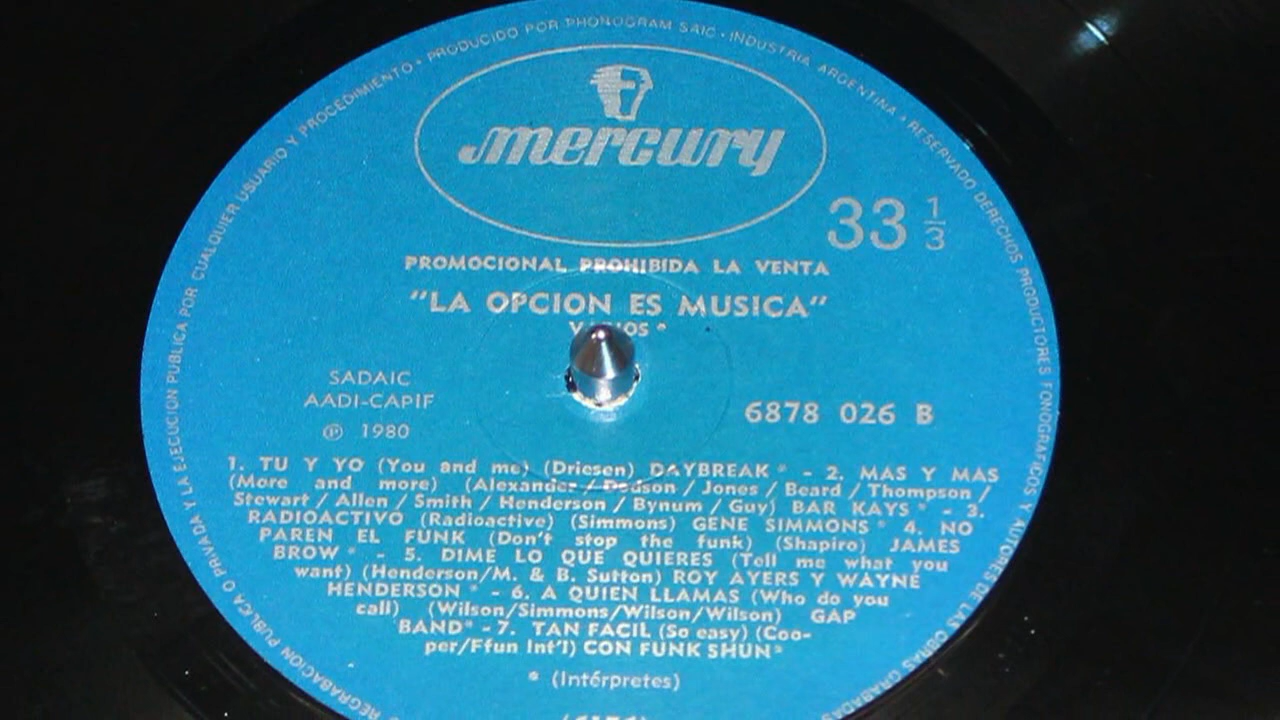 PRODUCIDO POR PHONOGRAM SAIC • INDUSTRIA ARGENTINA • RESERVADO DERECHOS PRODUCTORES FONOGRAFICOS Y AUTORES DE LAS OBRAS GRABADAS
REGRABACION PUBLICA O PRIVADA Y LA EJECUCION PUBLICA POR CUALQUIER USUARIO Y PROCEDIMIENTO •
mercury
33 1/3
PROMOCIONAL PROHIBIDA LA VENTA
"LA OPCION ES MUSICA"
SADAIC
AADI-CAPIF
℗ 1980
6878 026 B
1. TU Y YO (You and me) (Driesen) DAYBREAK* - 2. MAS Y MAS
(More and more) (Alexander / Dodson / Jones / Beard / Thompson /
Stewart / Allen / Smith / Henderson / Bynum / Guy) BAR KAYS* - 3.
RADIOACTIVO (Radioactive) (Simmons) GENE SIMMONS* 4. NO
PAREN EL FUNK (Don't stop the funk) (Shapiro) JAMES
BROW* - 5. DIME LO QUE QUIERES (Tell me what you
want) (Henderson/M. & B. Sutton) ROY AYERS Y WAYNE
HENDERSON* - 6. A QUIEN LLAMAS (Who do you
call) (Wilson/Simmons/Wilson/Wilson) GAP
BAND* - 7. TAN FACIL (So easy) (Coo-
per/Ffun Int'l) CON FUNK SHUN*
* (Intérpretes)